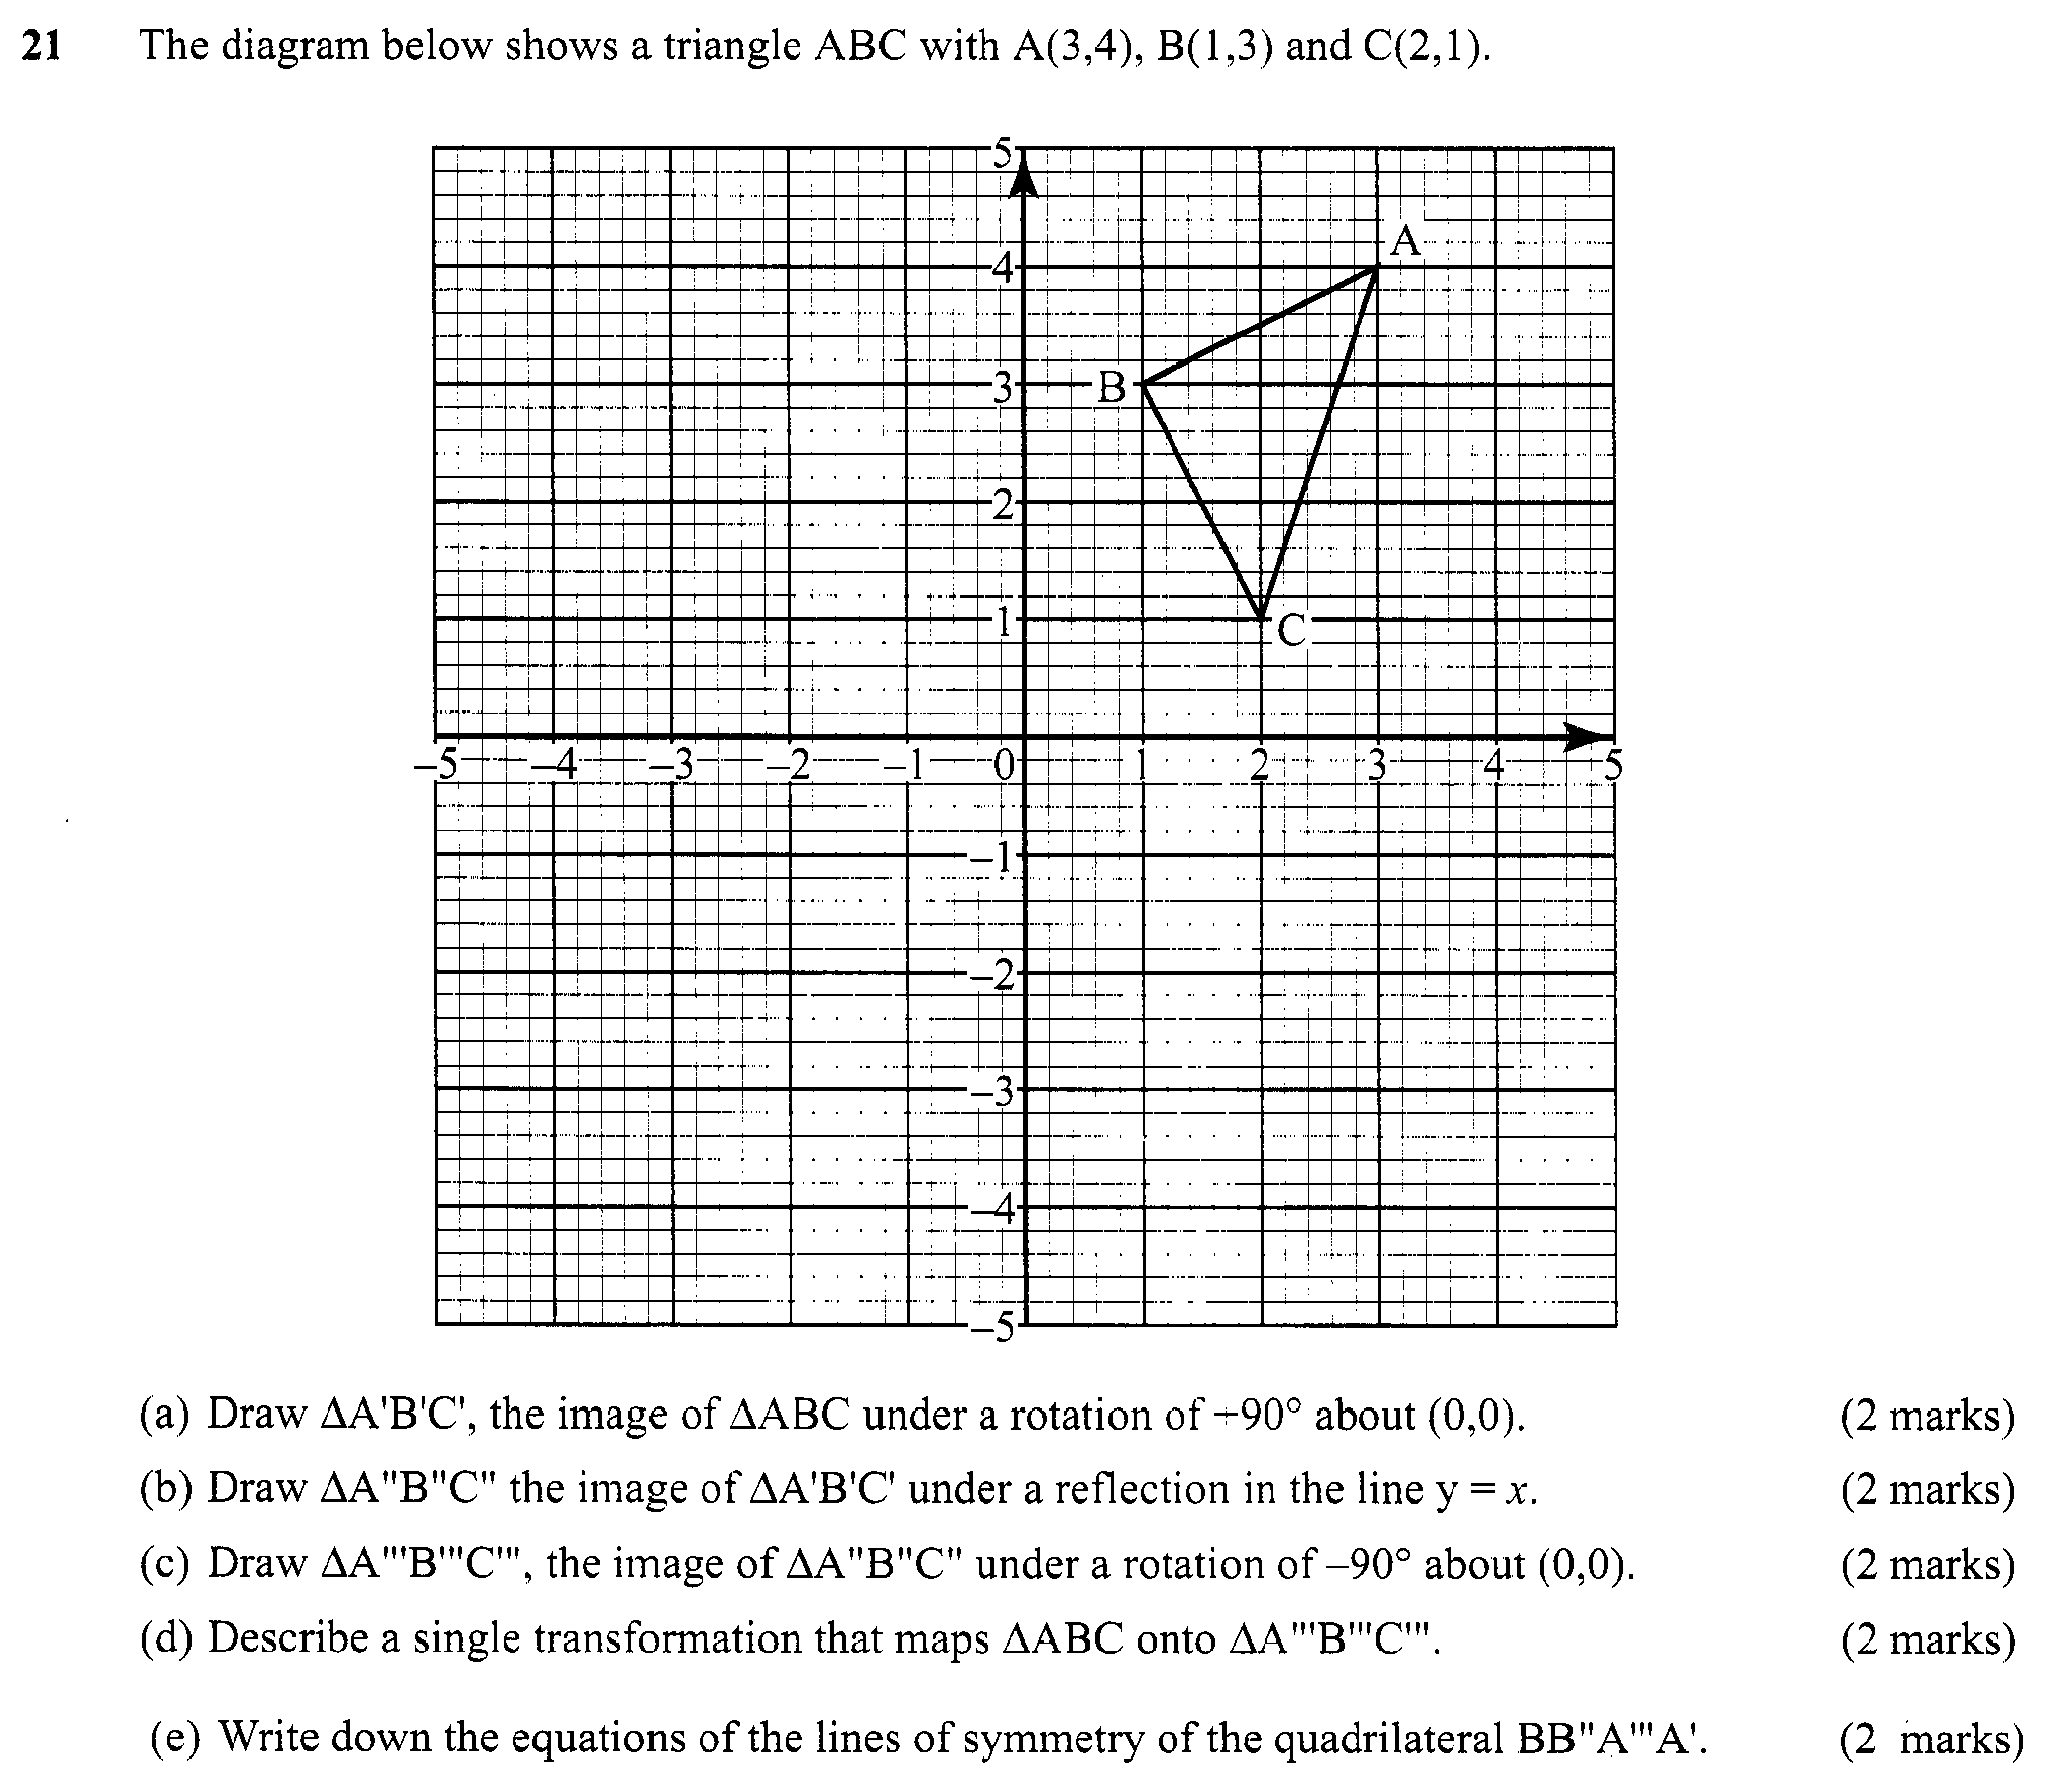 21 The diagram below shows a triangle ABC with A(3,4), B(1,3) and C(2,1).
5
A
4
3 B
2
1 C
–5 –4 –3 –2 –1 0 1 2 3 4 5
–1
–2
–3
–4
–5
(a) Draw ΔA'B'C', the image of ΔABC under a rotation of +90° about (0,0). (2 marks)
(b) Draw ΔA"B"C" the image of ΔA'B'C' under a reflection in the line y = x. (2 marks)
(c) Draw ΔA'"B'"C'", the image of ΔA"B"C" under a rotation of –90° about (0,0). (2 marks)
(d) Describe a single transformation that maps ΔABC onto ΔA'"B'"C'". (2 marks)
(e) Write down the equations of the lines of symmetry of the quadrilateral BB"A'"A'. (2 marks)